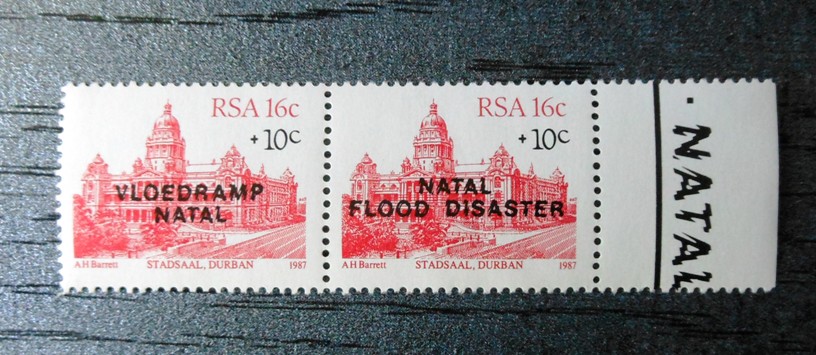 RSA 16c
+10c
VLOEDRAMP
NATAL
A H Barrett STADSAAL, DURBAN 1987
RSA 16c
+10c
NATAL
FLOOD DISASTER
A H Barrett STADSAAL, DURBAN 1987
· NATAL